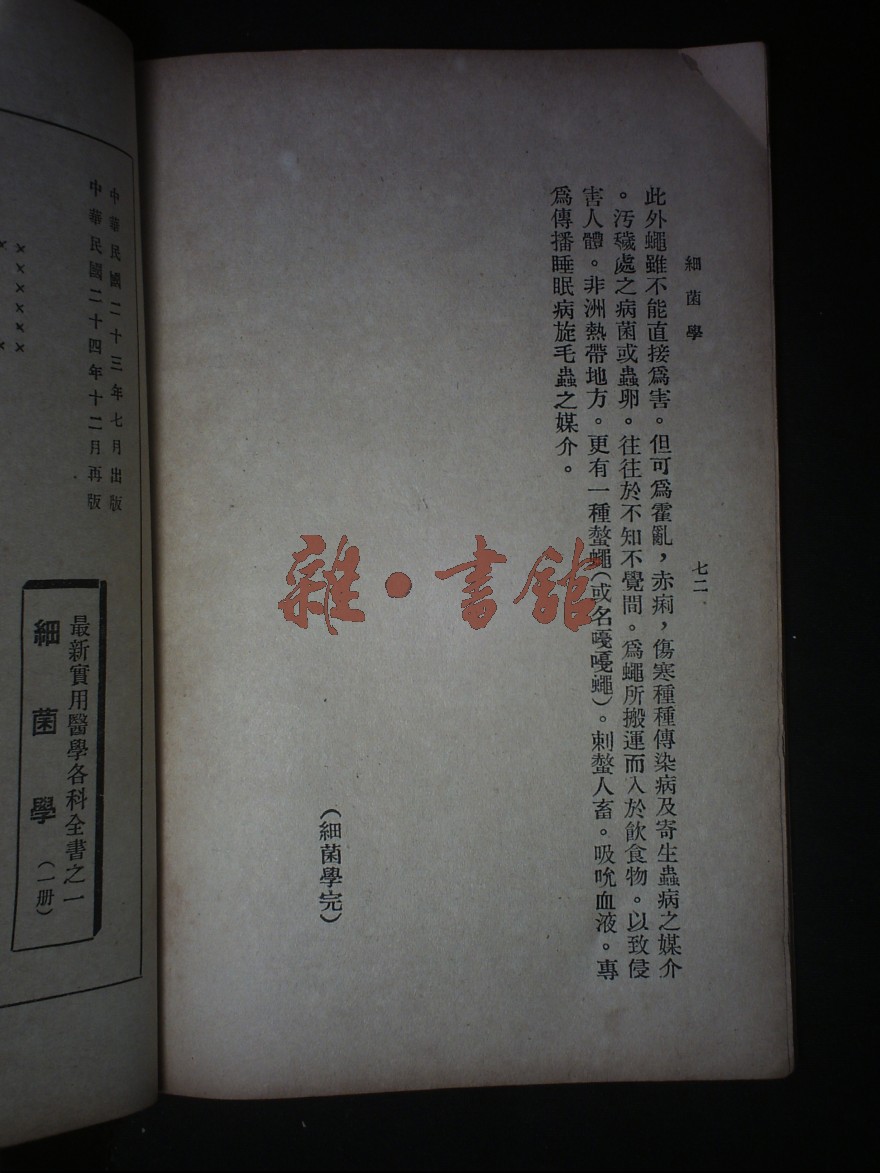 細菌學
七二
此外蠅雖不能直接爲害。但可爲霍亂，赤痢，傷寒種種傳染病及寄生蟲病之媒介
。汚穢處之病菌或蟲卵。往往於不知不覺間。爲蠅所搬運而入於飲食物。以致侵
害人體。非洲熱帶地方。更有一種螫蠅（或名嘎嘎蠅）。刺螫人畜。吸吮血液。專
爲傳播睡眠病旋毛蟲之媒介。
（細菌學完）
雜·書館
中華民國二十三年七月出版
中華民國二十四年十二月再版
×××××
××××××
最新實用醫學各科全書之一
細菌學（一册）